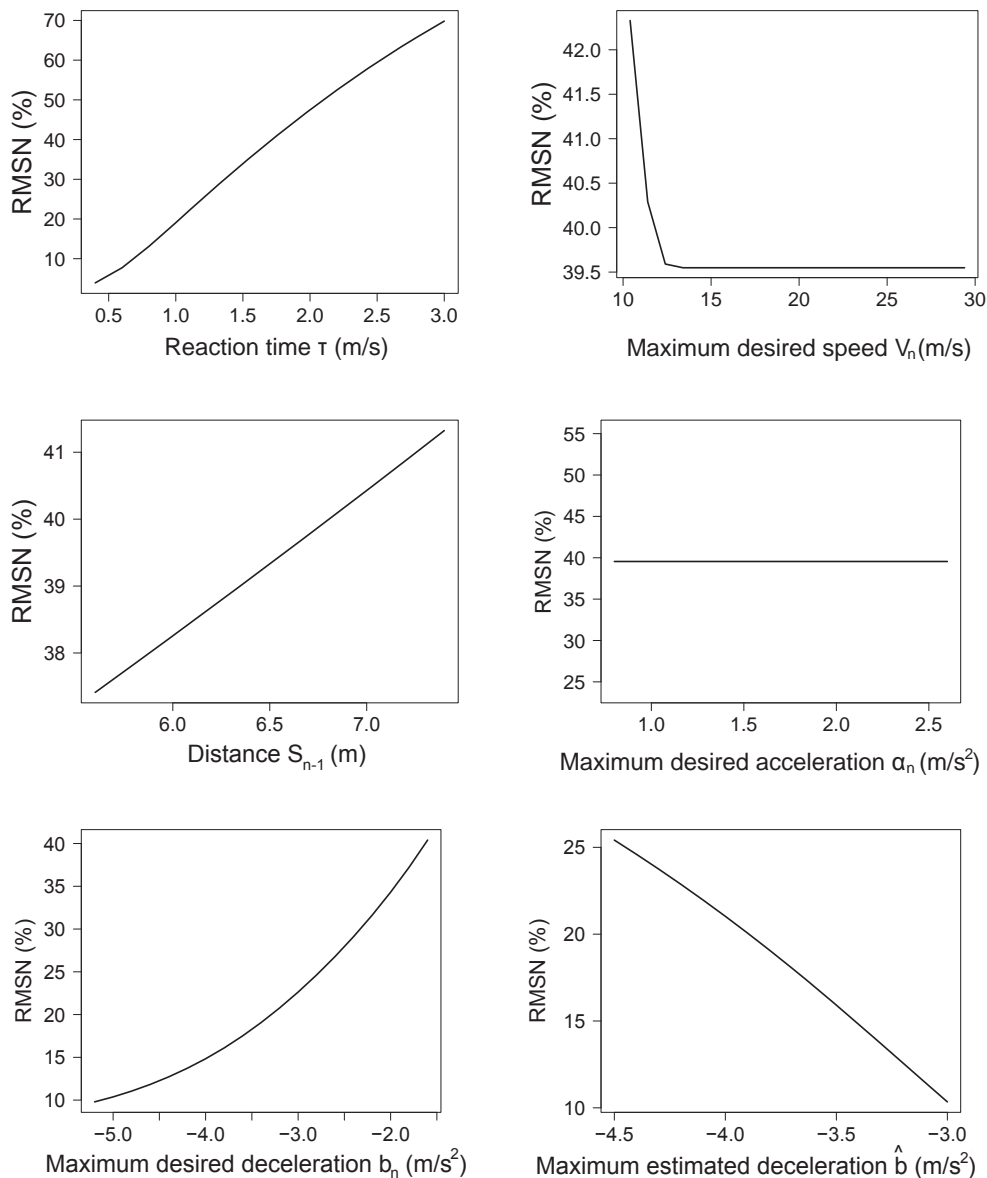 RMSN (%)
70
60
50
40
30
20
10
0.5 1.0 1.5 2.0 2.5 3.0
Reaction time τ (m/s)
RMSN (%)
42.0
41.5
41.0
40.5
40.0
39.5
10 15 20 25 30
Maximum desired speed Vn(m/s)
RMSN (%)
41
40
39
38
6.0 6.5 7.0
Distance Sn-1 (m)
RMSN (%)
55
50
45
40
35
30
25
1.0 1.5 2.0 2.5
Maximum desired acceleration αn (m/s²)
RMSN (%)
40
35
30
25
20
15
10
−5.0 −4.0 −3.0 −2.0
Maximum desired deceleration bn (m/s²)
RMSN (%)
25
20
15
10
−4.5 −4.0 −3.5 −3.0
Maximum estimated deceleration b̂ (m/s²)